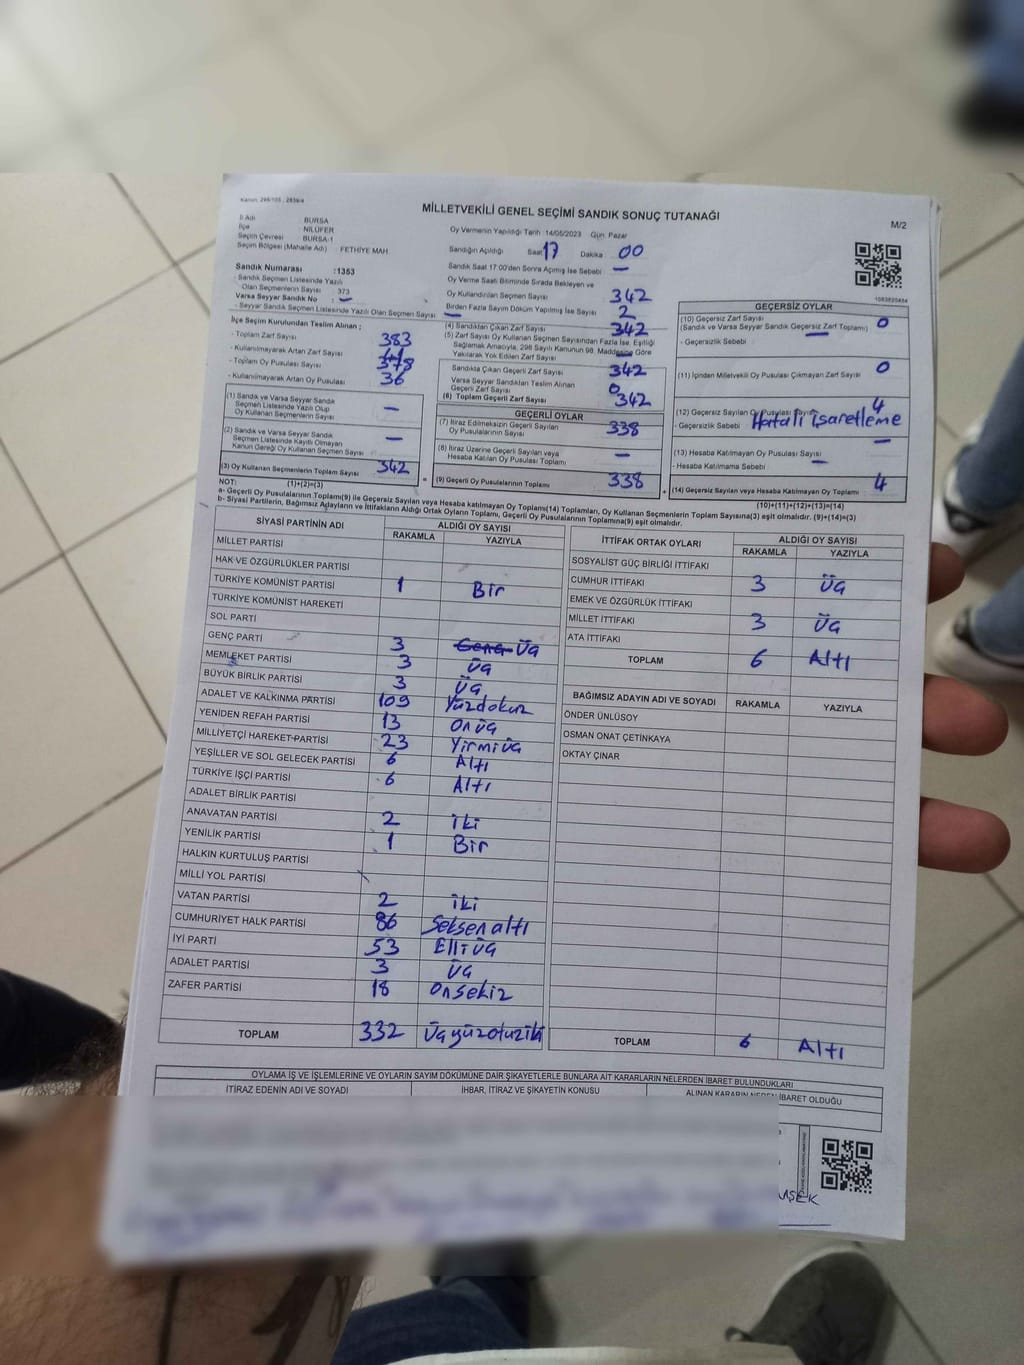 Kanun, 298/105 , 2839/4
MİLLETVEKİLİ GENEL SEÇİMİ SANDIK SONUÇ TUTANAĞI
M/2
İl Adı : BURSA
İlçe : NİLÜFER
Seçim Çevresi : BURSA-1
Seçim Bölgesi (Mahalle Adı) : FETHİYE MAH
Sandık Numarası :1353
- Sandık Seçmen Listesinde Yazılı
Olan Seçmenlerin Sayısı : 373
Varsa Seyyar Sandık No : —
- Seyyar Sandık Seçmen Listesinde Yazılı Olan Seçmen Sayısı —
Oy Vermenin Yapıldığı Tarih :14/05/2023 Gün: Pazar
Sandığın Açıldığı Saat 17 Dakika 00
Sandık Saat 17.00'den Sonra Açılmış İse Sebebi —
Oy Verme Saati Bitiminde Sırada Bekleyen ve
Oy Kullandırılan Seçmen Sayısı 342
Birden Fazla Sayım Döküm Yapılmış İse Sayısı 2
İlçe Seçim Kurulundan Teslim Alınan ;
- Toplam Zarf Sayısı 383
- Kullanılmayarak Artan Zarf Sayısı 41
- Toplam Oy Pusulası Sayısı 378
- Kullanılmayarak Artan Oy Pusulası 36
(1) Sandık ve Varsa Seyyar Sandık
Seçmen Listesinde Yazılı Olup
Oy Kullanan Seçmenlerin Sayısı —
(2) Sandık ve Varsa Seyyar Sandık
Seçmen Listesinde Kayıtlı Olmayan
Kanun Gereği Oy Kullanan Seçmen Sayısı —
(3) Oy Kullanan Seçmenlerin Toplam Sayısı 342
(4) Sandıktan Çıkan Zarf Sayısı 342
(5) Zarf Sayısı Oy Kullanan Seçmen Sayısından Fazla İse, Eşitliği
Sağlamak Amacıyla, 298 Sayılı Kanunun 98. Maddesine Göre
Yakılarak Yok Edilen Zarf Sayısı —
Sandıkta Çıkan Geçerli Zarf Sayısı 342
Varsa Seyyar Sandıktan Teslim Alınan
Geçerli Zarf Sayısı 0
(6) Toplam Geçerli Zarf Sayısı 342
GEÇERLİ OYLAR
(7) İtiraz Edilmeksizin Geçerli Sayılan
Oy Pusulalarının Sayısı 338
(8) İtiraz Üzerine Geçerli Sayılan veya
Hesaba Katılan Oy Pusulası Toplamı —
(9) Geçerli Oy Pusulalarının Toplamı 338
1083820454
GEÇERSİZ OYLAR
(10) Geçersiz Zarf Sayısı 0
(Sandık ve Varsa Seyyar Sandık Geçersiz Zarf Toplamı)
- Geçersizlik Sebebi : —
(11) İçinden Milletvekili Oy Pusulası Çıkmayan Zarf Sayısı 0
(12) Geçersiz Sayılan Oy Pusulası Sayısı 4
- Geçersizlik Sebebi Hatalı işaretleme
(13) Hesaba Katılmayan Oy Pusulası Sayısı —
- Hesaba Katılmama Sebebi —
(14) Geçersiz Sayılan veya Hesaba Katılmayan Oy Toplamı 4
NOT: (1)+(2)=(3) (10)+(11)+(12)+(13)=(14)
a- Geçerli Oy Pusulalarının Toplamı(9) ile Geçersiz Sayılan veya Hesaba Katılmayan Oy Toplamı(14) Toplamları, Oy Kullanan Seçmenlerin Toplam Sayısına(3) eşit olmalıdır. (9)+(14)=(3)
b- Siyasi Partilerin, Bağımsız Adayların ve İttifakların Aldığı Ortak Oyların Toplamı, Geçerli Oy Pusulalarının Toplamına(9) eşit olmalıdır.
SİYASİ PARTİNİN ADI ALDIĞI OY SAYISI
RAKAMLA YAZIYLA
MİLLET PARTİSİ
HAK VE ÖZGÜRLÜKLER PARTİSİ
TÜRKİYE KOMÜNİST PARTİSİ 1 Bir
TÜRKİYE KOMÜNİST HAREKETİ
SOL PARTİ
GENÇ PARTİ 3 Genç Üç
MEMLEKET PARTİSİ 3 Üç
BÜYÜK BİRLİK PARTİSİ 3 Üç
ADALET VE KALKINMA PARTİSİ 109 Yüzdokuz
YENİDEN REFAH PARTİSİ 13 Onüç
MİLLİYETÇİ HAREKET PARTİSİ 23 Yirmiüç
YEŞİLLER VE SOL GELECEK PARTİSİ 6 Altı
TÜRKİYE İŞÇİ PARTİSİ 6 Altı
ADALET BİRLİK PARTİSİ
ANAVATAN PARTİSİ 2 iki
YENİLİK PARTİSİ 1 Bir
HALKIN KURTULUŞ PARTİSİ
MİLLİ YOL PARTİSİ
VATAN PARTİSİ 2 iki
CUMHURİYET HALK PARTİSİ 86 Seksenaltı
İYİ PARTİ 53 Elliüç
ADALET PARTİSİ 3 Üç
ZAFER PARTİSİ 18 Onsekiz
TOPLAM 332 Üçyüzotuziki
İTTİFAK ORTAK OYLARI ALDIĞI OY SAYISI
RAKAMLA YAZIYLA
SOSYALİST GÜÇ BİRLİĞİ İTTİFAKI
CUMHUR İTTİFAKI 3 Üç
EMEK VE ÖZGÜRLÜK İTTİFAKI
MİLLET İTTİFAKI 3 Üç
ATA İTTİFAKI
TOPLAM 6 Altı
BAĞIMSIZ ADAYIN ADI VE SOYADI RAKAMLA YAZIYLA
ÖNDER ÜNLÜSOY
OSMAN ONAT ÇETİNKAYA
OKTAY ÇINAR
TOPLAM 6 Altı
OYLAMA İŞ VE İŞLEMLERİNE VE OYLARIN SAYIM DÖKÜMÜNE DAİR ŞİKAYETLERLE BUNLARA AİT KARARLARIN NELERDEN İBARET BULUNDUKLARI
İTİRAZ EDENİN ADI VE SOYADI İHBAR, İTİRAZ VE ŞİKAYETİN KONUSU ALINAN KARARIN NEDEN İBARET OLDUĞU